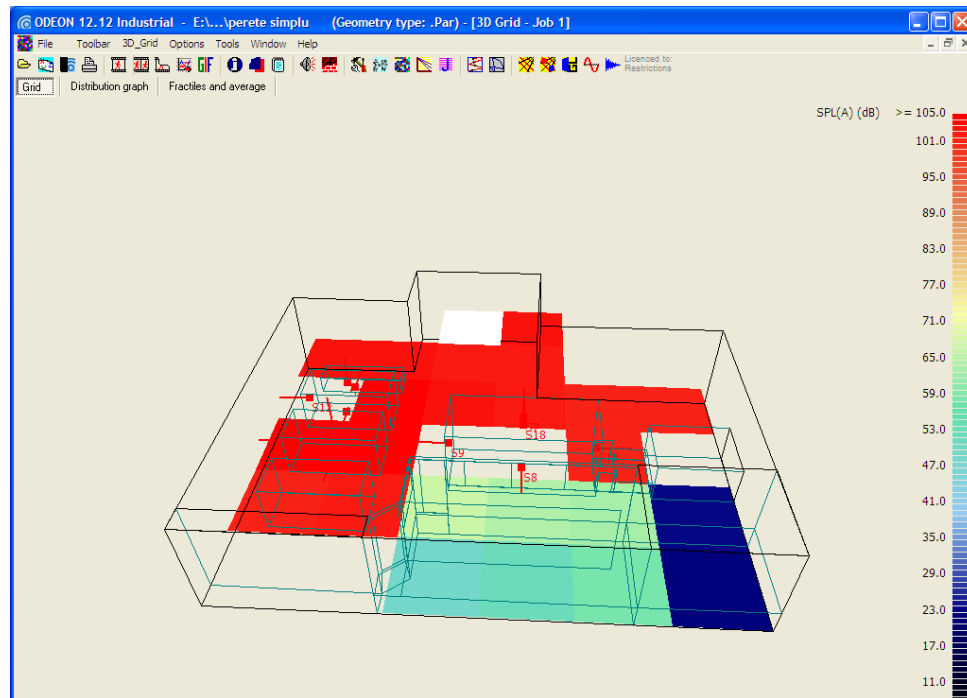 ODEON 12.12 Industrial - E:\...\perete simplu (Geometry type: .Par) - [3D Grid - Job 1]
File Toolbar 3D_Grid Options Tools Window Help
Licenced to:
Restrictions
Grid Distribution graph Fractiles and average
SPL(A) (dB) >= 105.0
101.0
95.0
89.0
83.0
77.0
71.0
65.0
59.0
53.0
47.0
41.0
35.0
29.0
23.0
17.0
11.0
S18
S9
S8